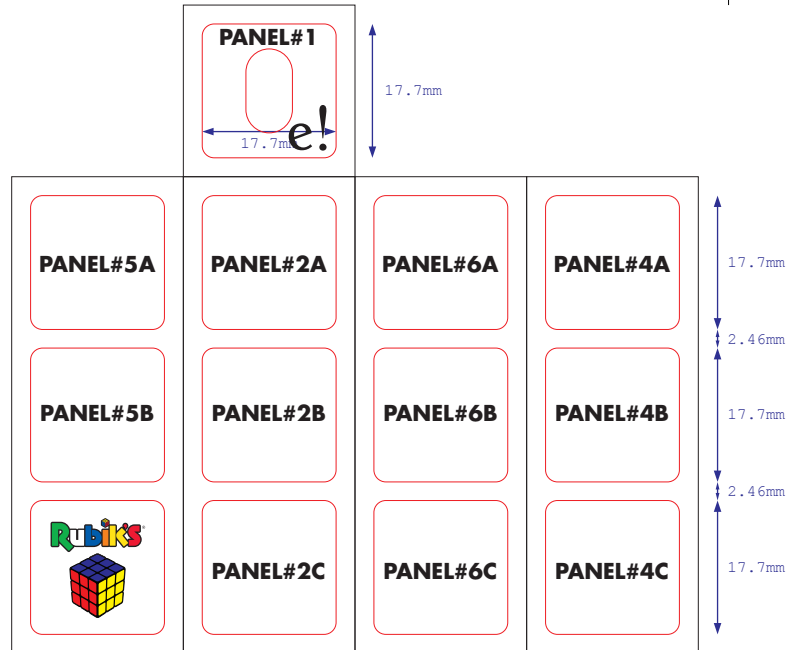 PANEL#1
17.7mm
17.7mm
e!
PANEL#5A
PANEL#2A
PANEL#6A
PANEL#4A
17.7mm
2.46mm
PANEL#5B
PANEL#2B
PANEL#6B
PANEL#4B
17.7mm
2.46mm
Rubik's
PANEL#2C
PANEL#6C
PANEL#4C
17.7mm